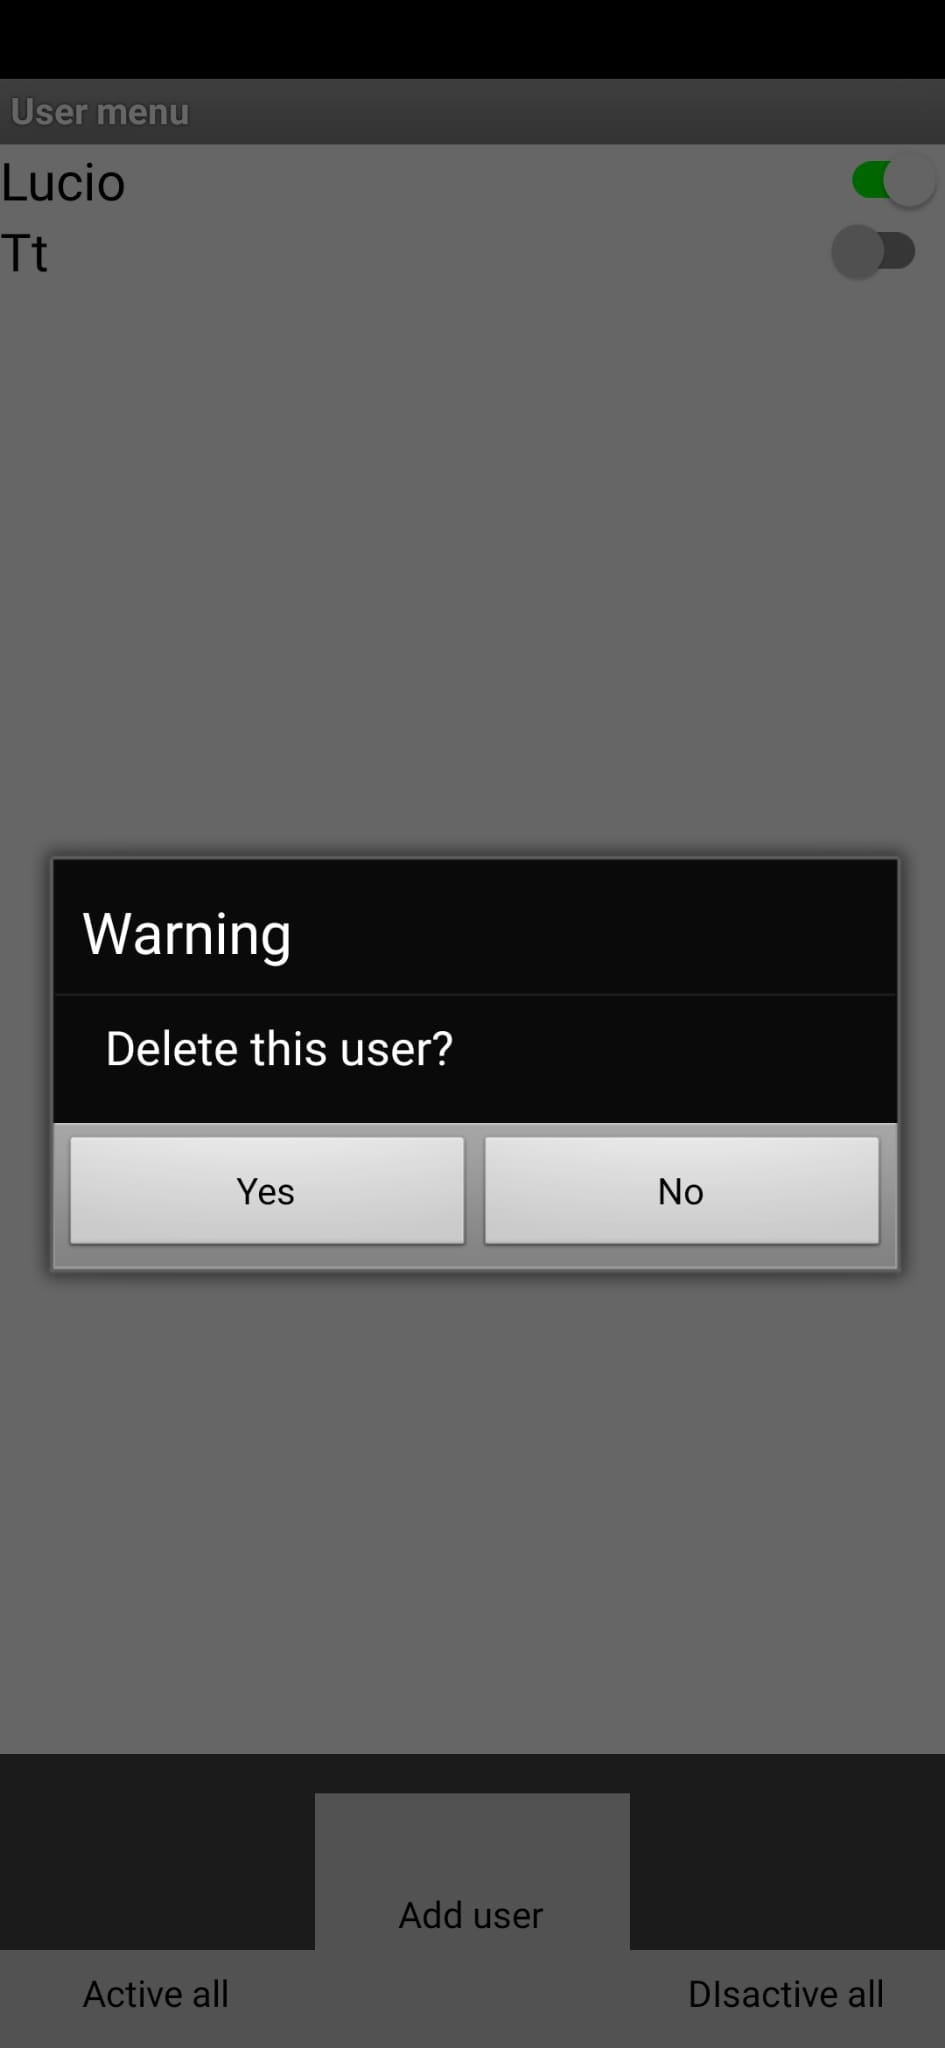 User menu
Lucio
Tt
Warning
Delete this user?
Yes No
Add user
Active all DIsactive all